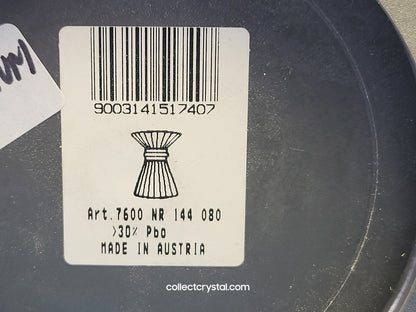 9003141517407
Art.7600 NR 144 080
>30% Pbo
MADE IN AUSTRIA
collectcrystal.com